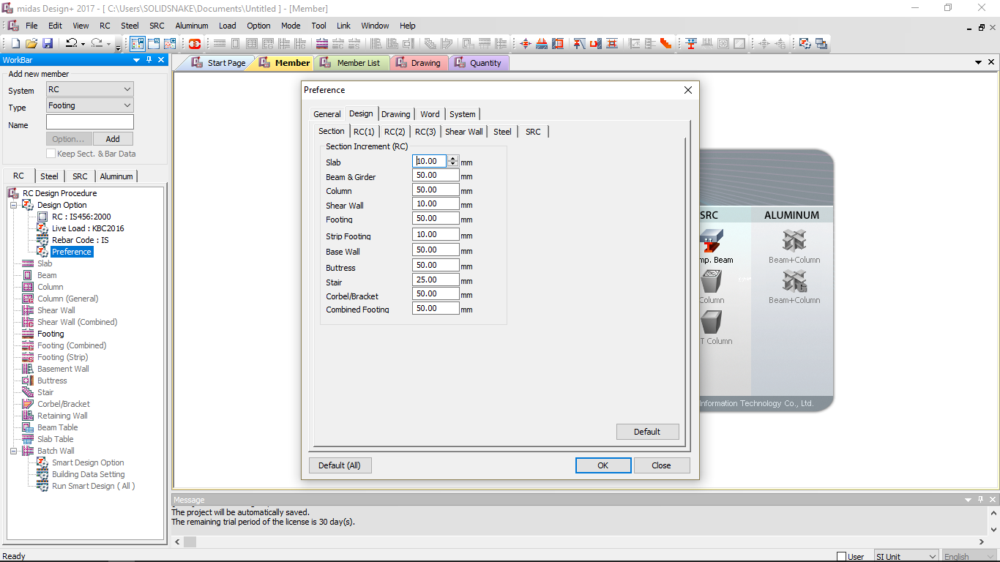 midas Design+ 2017 - [ C:\Users\SOLIDSNAKE\Documents\Untitled ] - [Member]
File Edit View RC Steel SRC Aluminum Load Option Mode Tool Link Window Help
WorkBar
Start Page Member Member List Drawing Quantity
Add new member
System RC
Type Footing
Name
Option... Add
Keep Sect. & Bar Data
RC Steel SRC Aluminum
RC Design Procedure
Design Option
RC : IS456:2000
Live Load : KBC2016
Rebar Code : IS
Preference
Slab
Beam
Column
Column (General)
Shear Wall
Shear Wall (Combined)
Footing
Footing (Combined)
Footing (Strip)
Basement Wall
Buttress
Stair
Corbel/Bracket
Retaining Wall
Beam Table
Slab Table
Batch Wall
Smart Design Option
Building Data Setting
Run Smart Design ( All )
Preference
General Design Drawing Word System
Section RC(1) RC(2) RC(3) Shear Wall Steel SRC
Section Increment (RC)
Slab 10.00 mm
Beam & Girder 50.00 mm
Column 50.00 mm
Shear Wall 10.00 mm
Footing 50.00 mm
Strip Footing 10.00 mm
Base Wall 50.00 mm
Buttress 50.00 mm
Stair 25.00 mm
Corbel/Bracket 50.00 mm
Combined Footing 50.00 mm
Default
Default (All) OK Close
SRC ALUMINUM
mp. Beam Beam+Column
Column Beam+Column
T Column
Information Technology Co., Ltd.
Message
The project will be automatically saved.
The remaining trial period of the license is 30 day(s).
Ready User SI Unit English